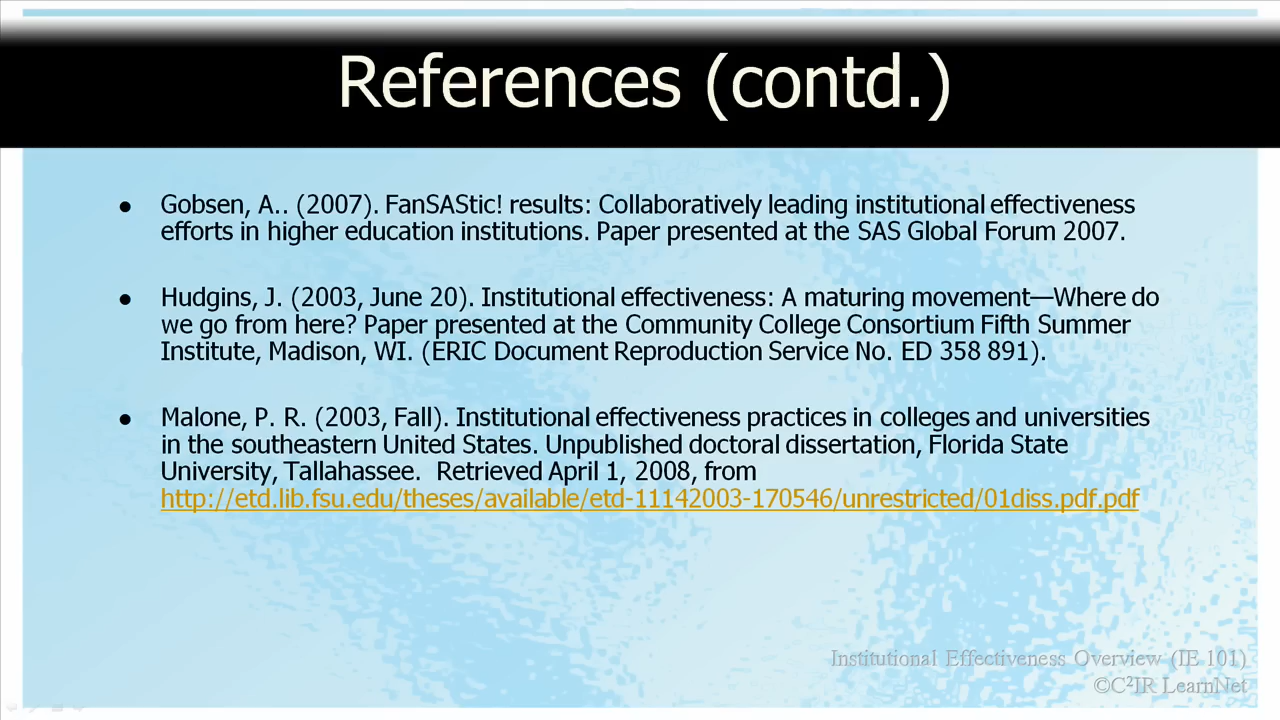 References (contd.)
• Gobsen, A.. (2007). FanSAStic! results: Collaboratively leading institutional effectiveness
efforts in higher education institutions. Paper presented at the SAS Global Forum 2007.
• Hudgins, J. (2003, June 20). Institutional effectiveness: A maturing movement—Where do
we go from here? Paper presented at the Community College Consortium Fifth Summer
Institute, Madison, WI. (ERIC Document Reproduction Service No. ED 358 891).
• Malone, P. R. (2003, Fall). Institutional effectiveness practices in colleges and universities
in the southeastern United States. Unpublished doctoral dissertation, Florida State
University, Tallahassee.  Retrieved April 1, 2008, from
http://etd.lib.fsu.edu/theses/available/etd-11142003-170546/unrestricted/01diss.pdf.pdf
Institutional Effectiveness Overview (IE 101)
©C²IR LearnNet